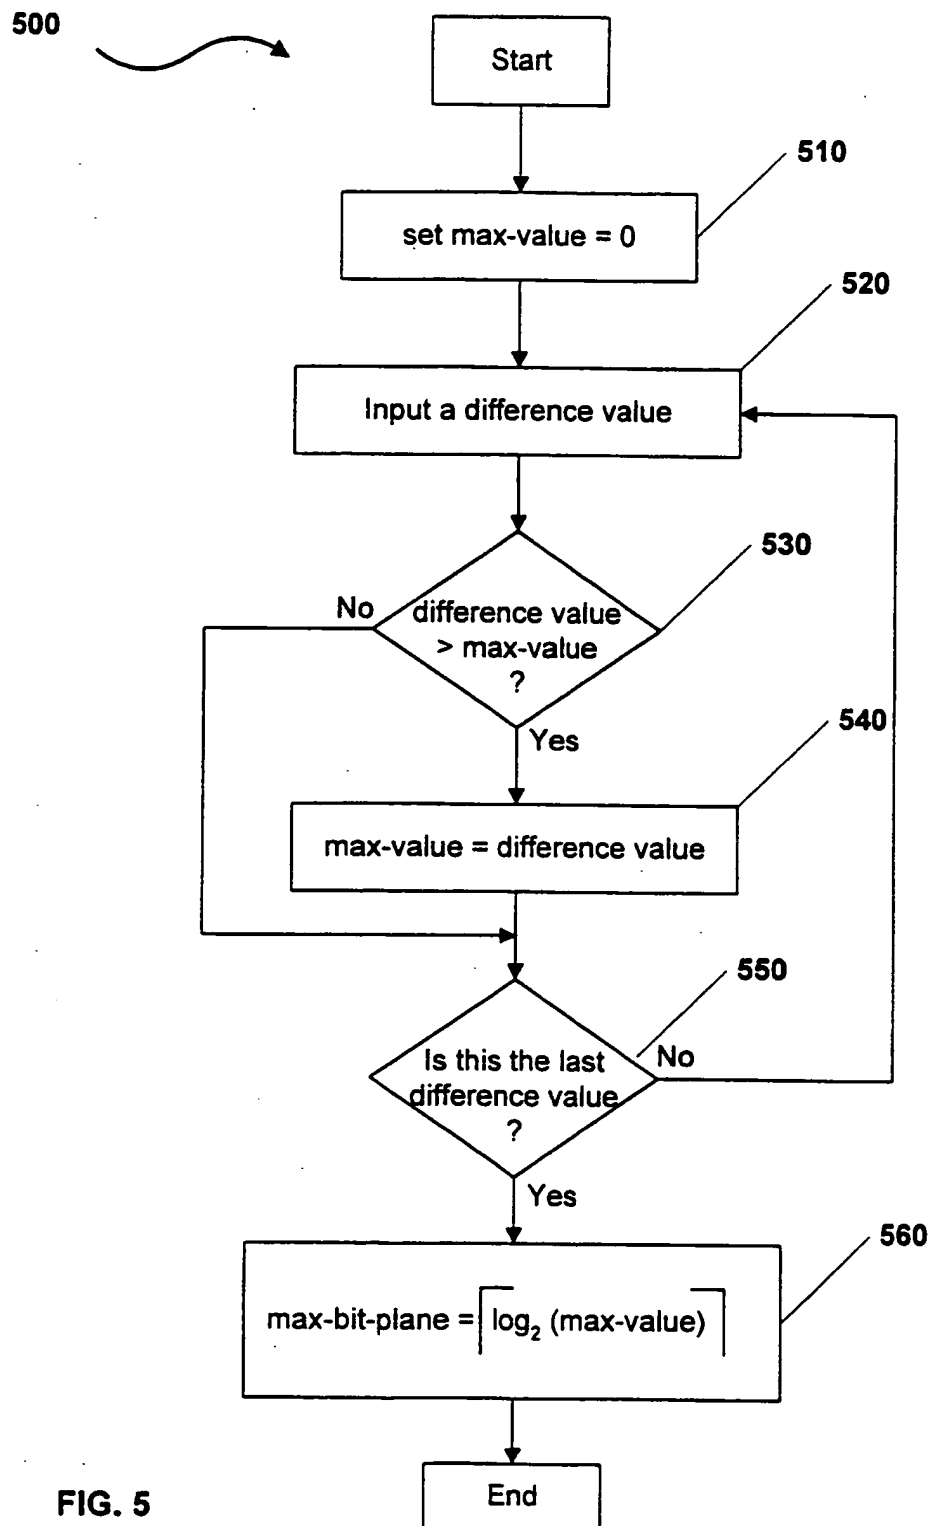 500
Start
510
set max-value = 0
520
Input a difference value
530
No
difference value
> max-value
?
Yes
540
max-value = difference value
550
Is this the last
difference value
?
No
Yes
560
max-bit-plane = ⌈log₂ (max-value)⌉
End
FIG. 5